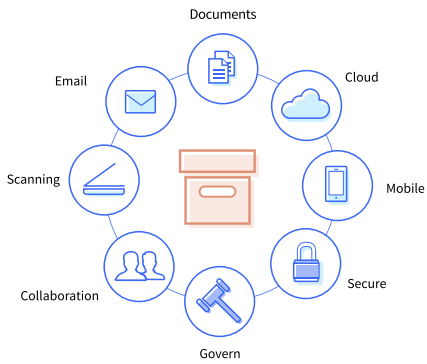 Documents
Cloud
Email
Scanning
Mobile
Secure
Collaboration
Govern